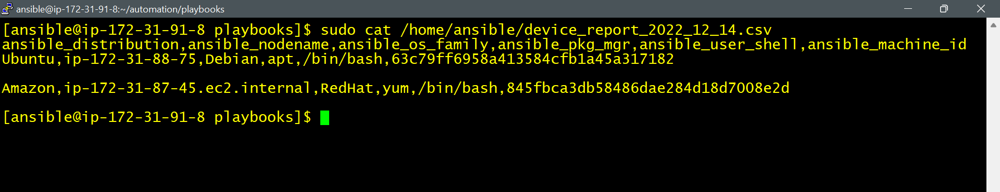 ansible@ip-172-31-91-8:~/automation/playbooks
[ansible@ip-172-31-91-8 playbooks]$ sudo cat /home/ansible/device_report_2022_12_14.csv
ansible_distribution,ansible_nodename,ansible_os_family,ansible_pkg_mgr,ansible_user_shell,ansible_machine_id
Ubuntu,ip-172-31-88-75,Debian,apt,/bin/bash,63c79ff6958a413584cfb1a45a317182
Amazon,ip-172-31-87-45.ec2.internal,RedHat,yum,/bin/bash,845fbca3db58486dae284d18d7008e2d
[ansible@ip-172-31-91-8 playbooks]$